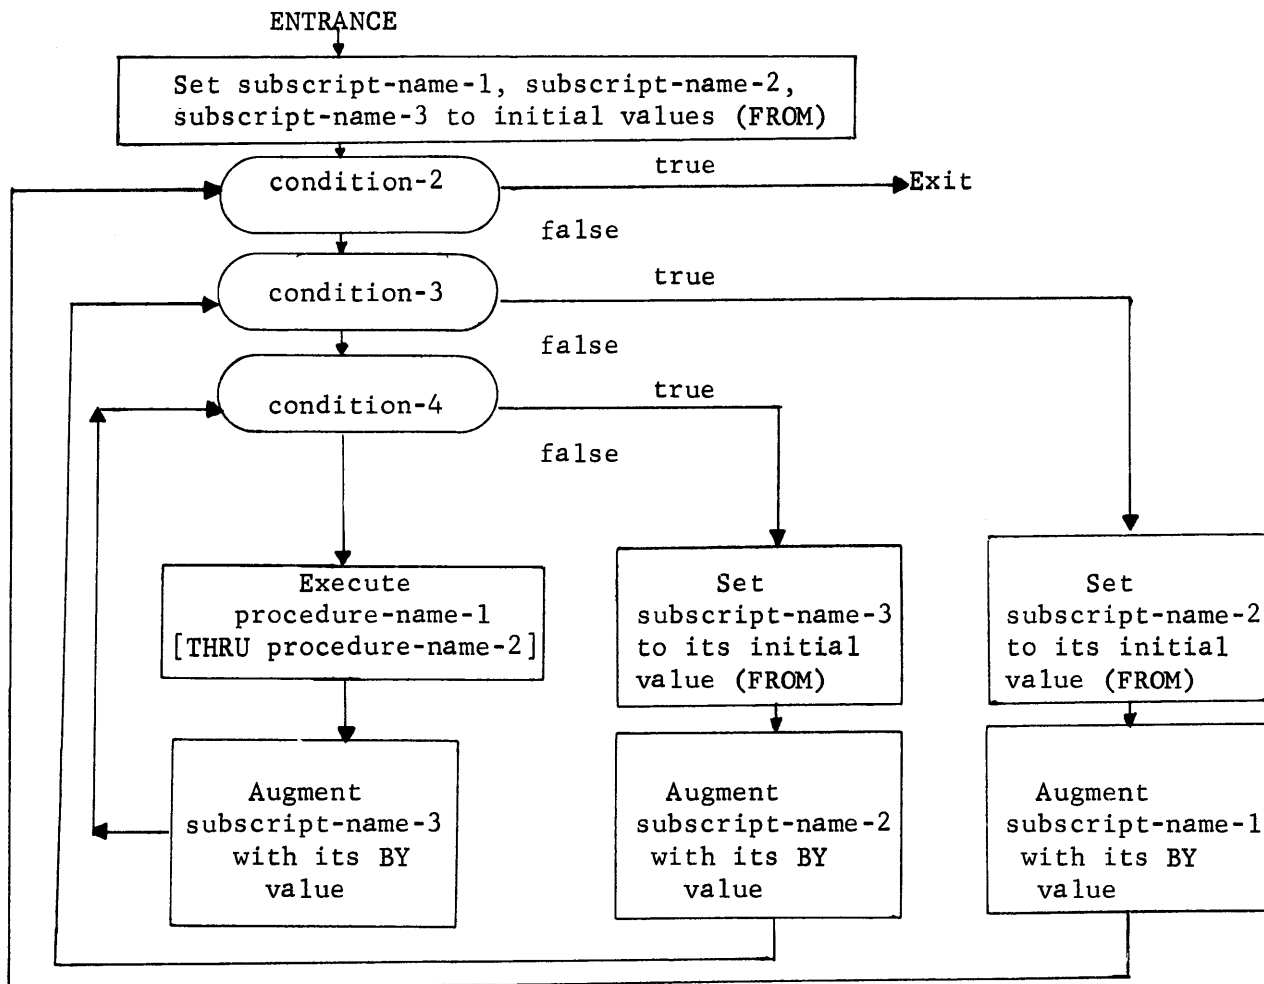 ENTRANCE
Set subscript-name-1, subscript-name-2,
subscript-name-3 to initial values (FROM)
condition-2
true
Exit
false
condition-3
true
false
condition-4
true
false
Execute
procedure-name-1
[THRU procedure-name-2]
Set
subscript-name-3
to its initial
value (FROM)
Set
subscript-name-2
to its initial
value (FROM)
Augment
subscript-name-3
with its BY
value
Augment
subscript-name-2
with its BY
value
Augment
subscript-name-1
with its BY
value